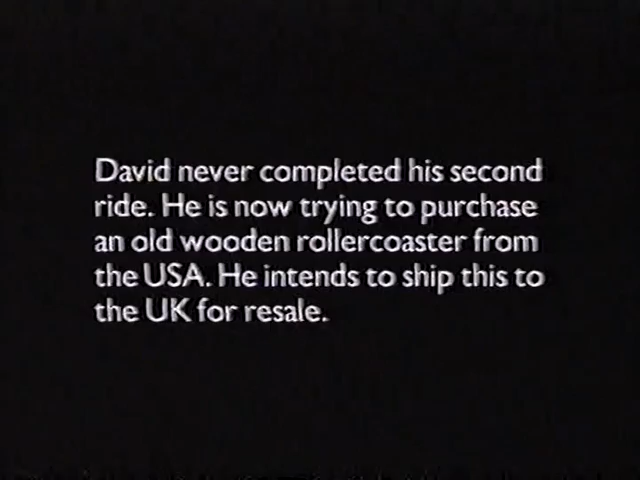 David never completed his second
ride. He is now trying to purchase
an old wooden rollercoaster from
the USA. He intends to ship this to
the UK for resale.